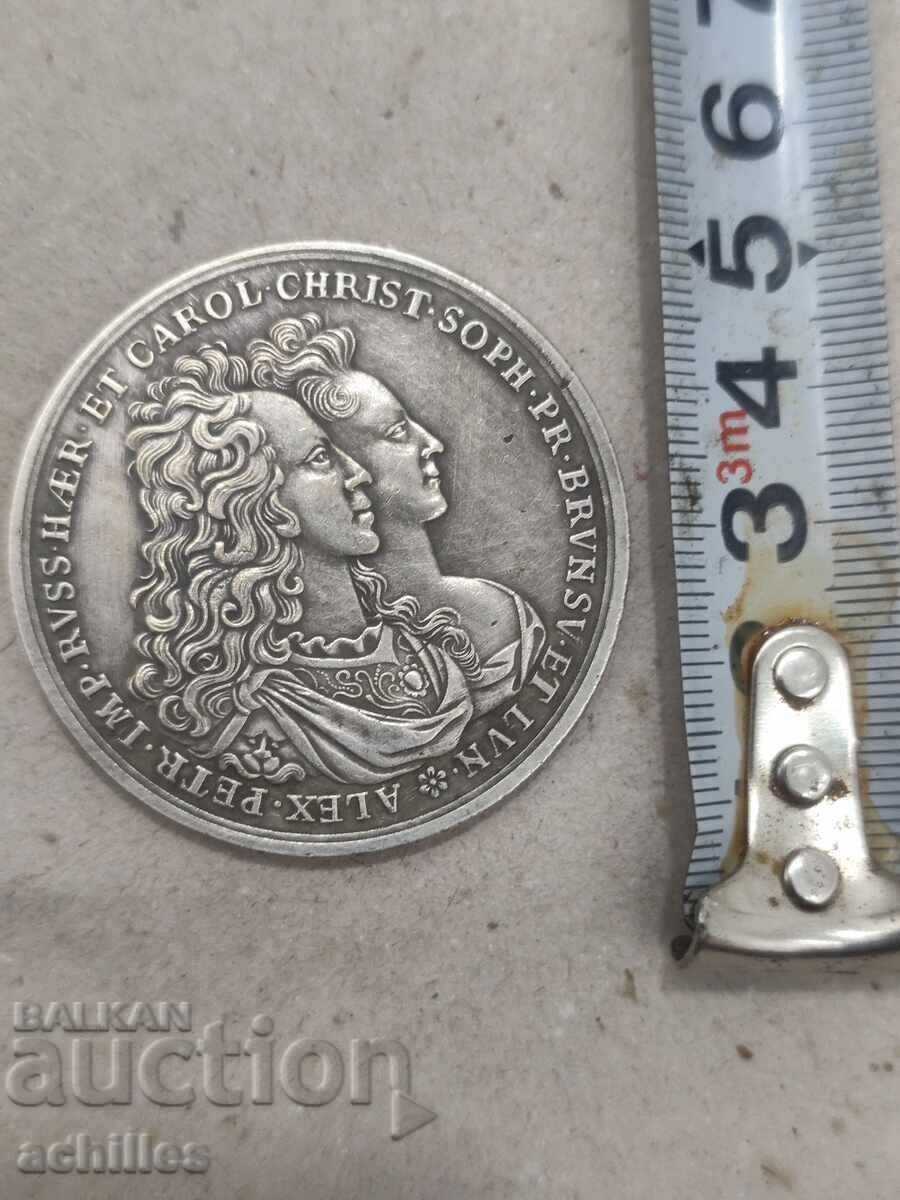 ALEX·PETR·IMP·RVSS·HÆR·ET CAROL·CHRIST·SOPH·PR·BRVNSV·ET LVN·
7
6
5
4
3m
3
BALKAN
auction
achilles